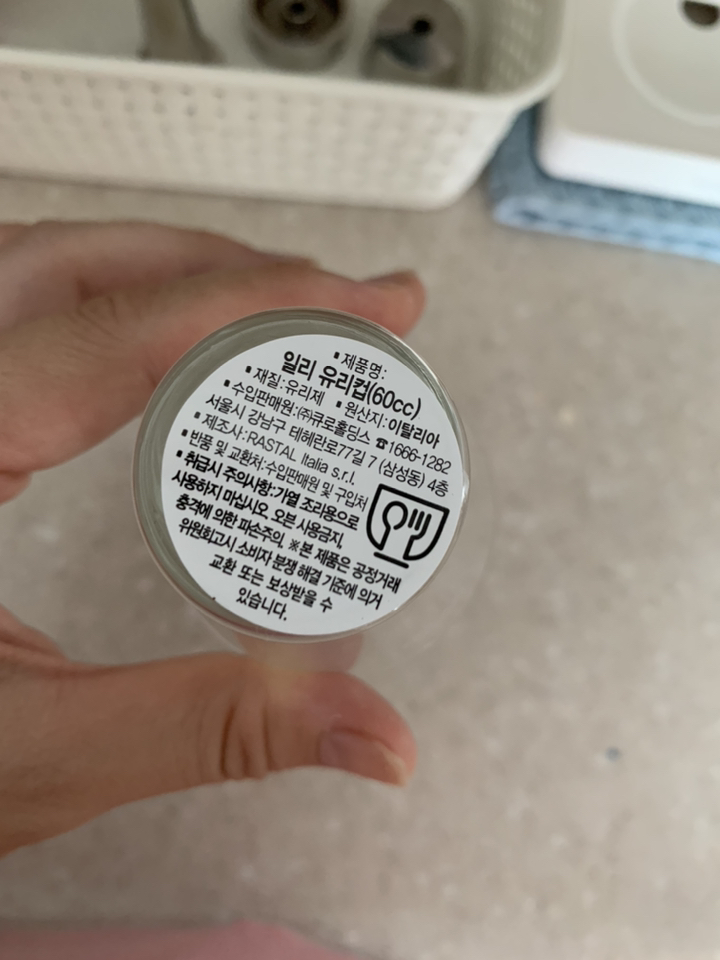 ▪제품명:
일리 유리컵(60cc)
▪재질:유리제 ▪원산지:이탈리아
▪수입판매원:㈜큐로홀딩스 ☎1666-1282
서울시 강남구 테헤란로77길 7 (삼성동) 4층
▪제조사:RASTAL Italia s.r.l.
▪반품 및 교환처:수입판매원 및 구입처
▪취급시 주의사항:가열 조리용으로
사용하지 마십시오. 오븐 사용금지,
충격에 의한 파손주의. ※본 제품은 공정거래
위원회고시 소비자 분쟁 해결 기준에 의거
교환 또는 보상받을 수
있습니다.